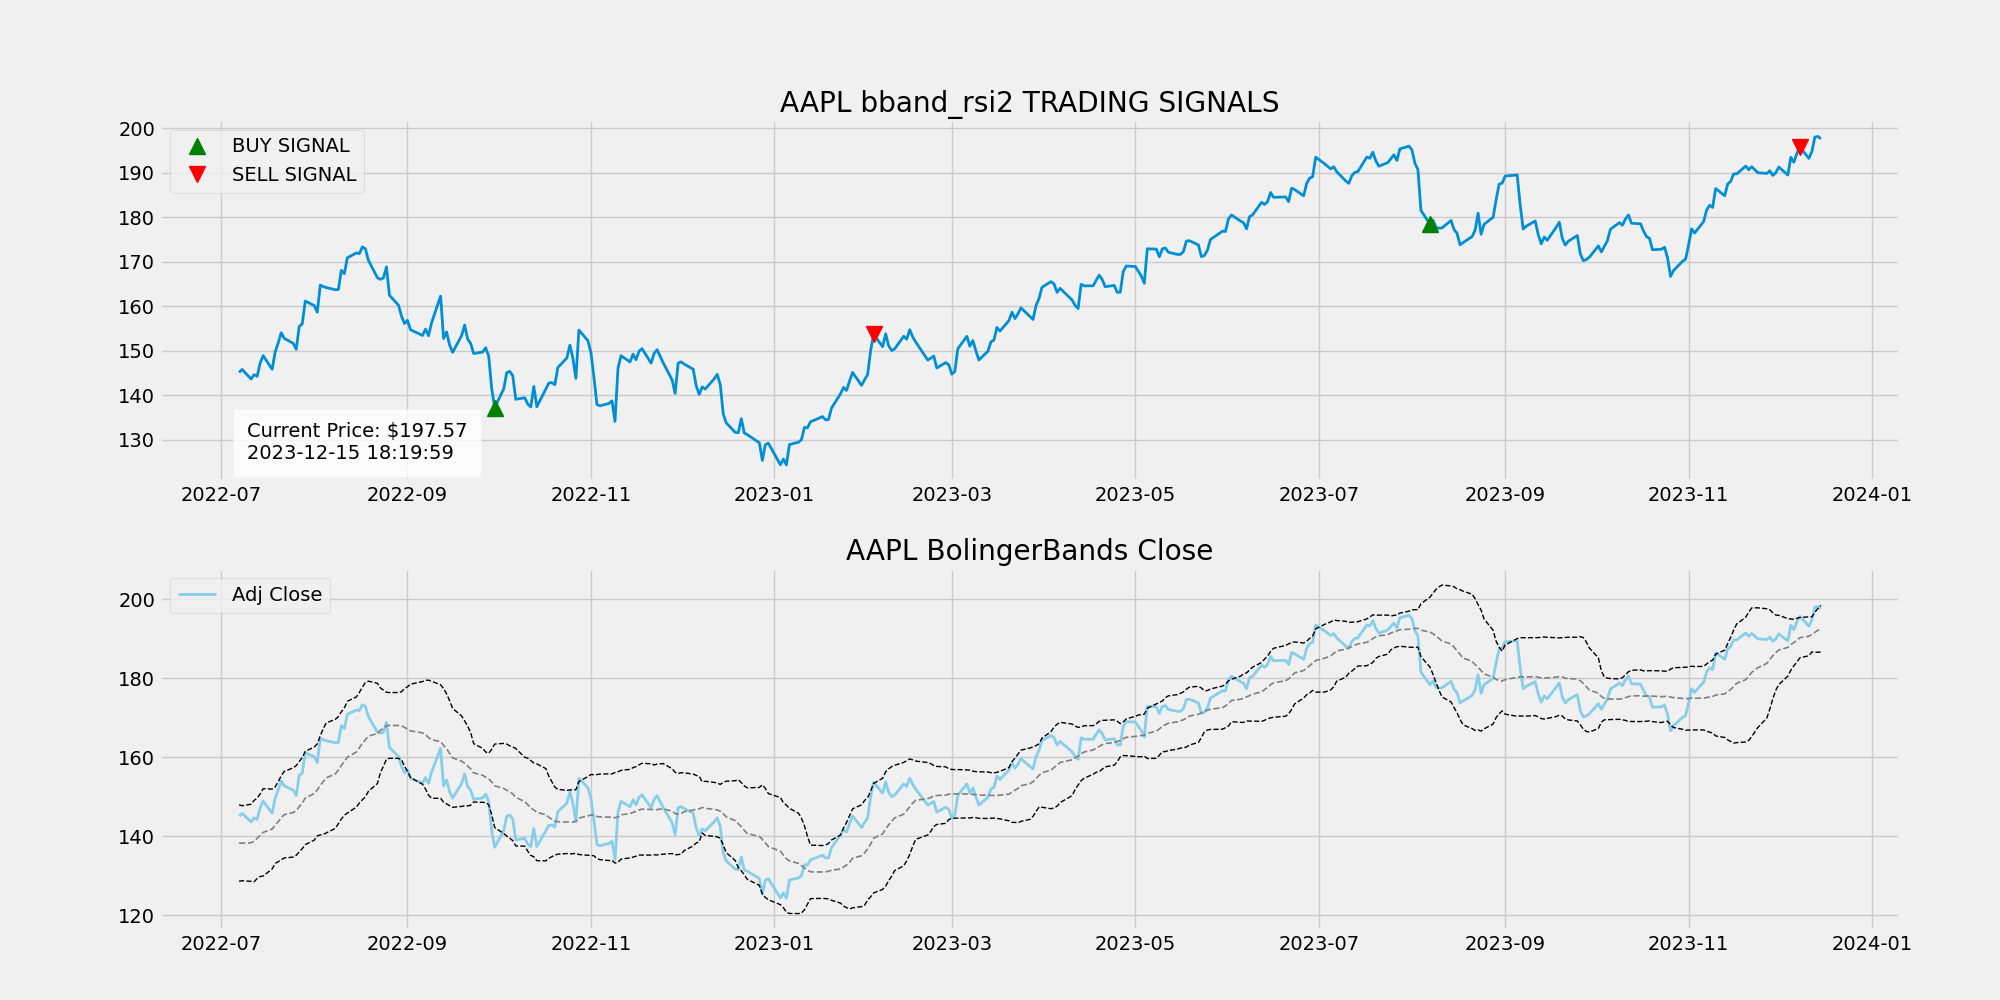 AAPL bband_rsi2 TRADING SIGNALS
200
190
180
170
160
150
140
130
BUY SIGNAL
SELL SIGNAL
Current Price: $197.57
2023-12-15 18:19:59
2022-07 2022-09 2022-11 2023-01 2023-03 2023-05 2023-07 2023-09 2023-11 2024-01
AAPL BolingerBands Close
200
180
160
140
120
Adj Close
2022-07 2022-09 2022-11 2023-01 2023-03 2023-05 2023-07 2023-09 2023-11 2024-01